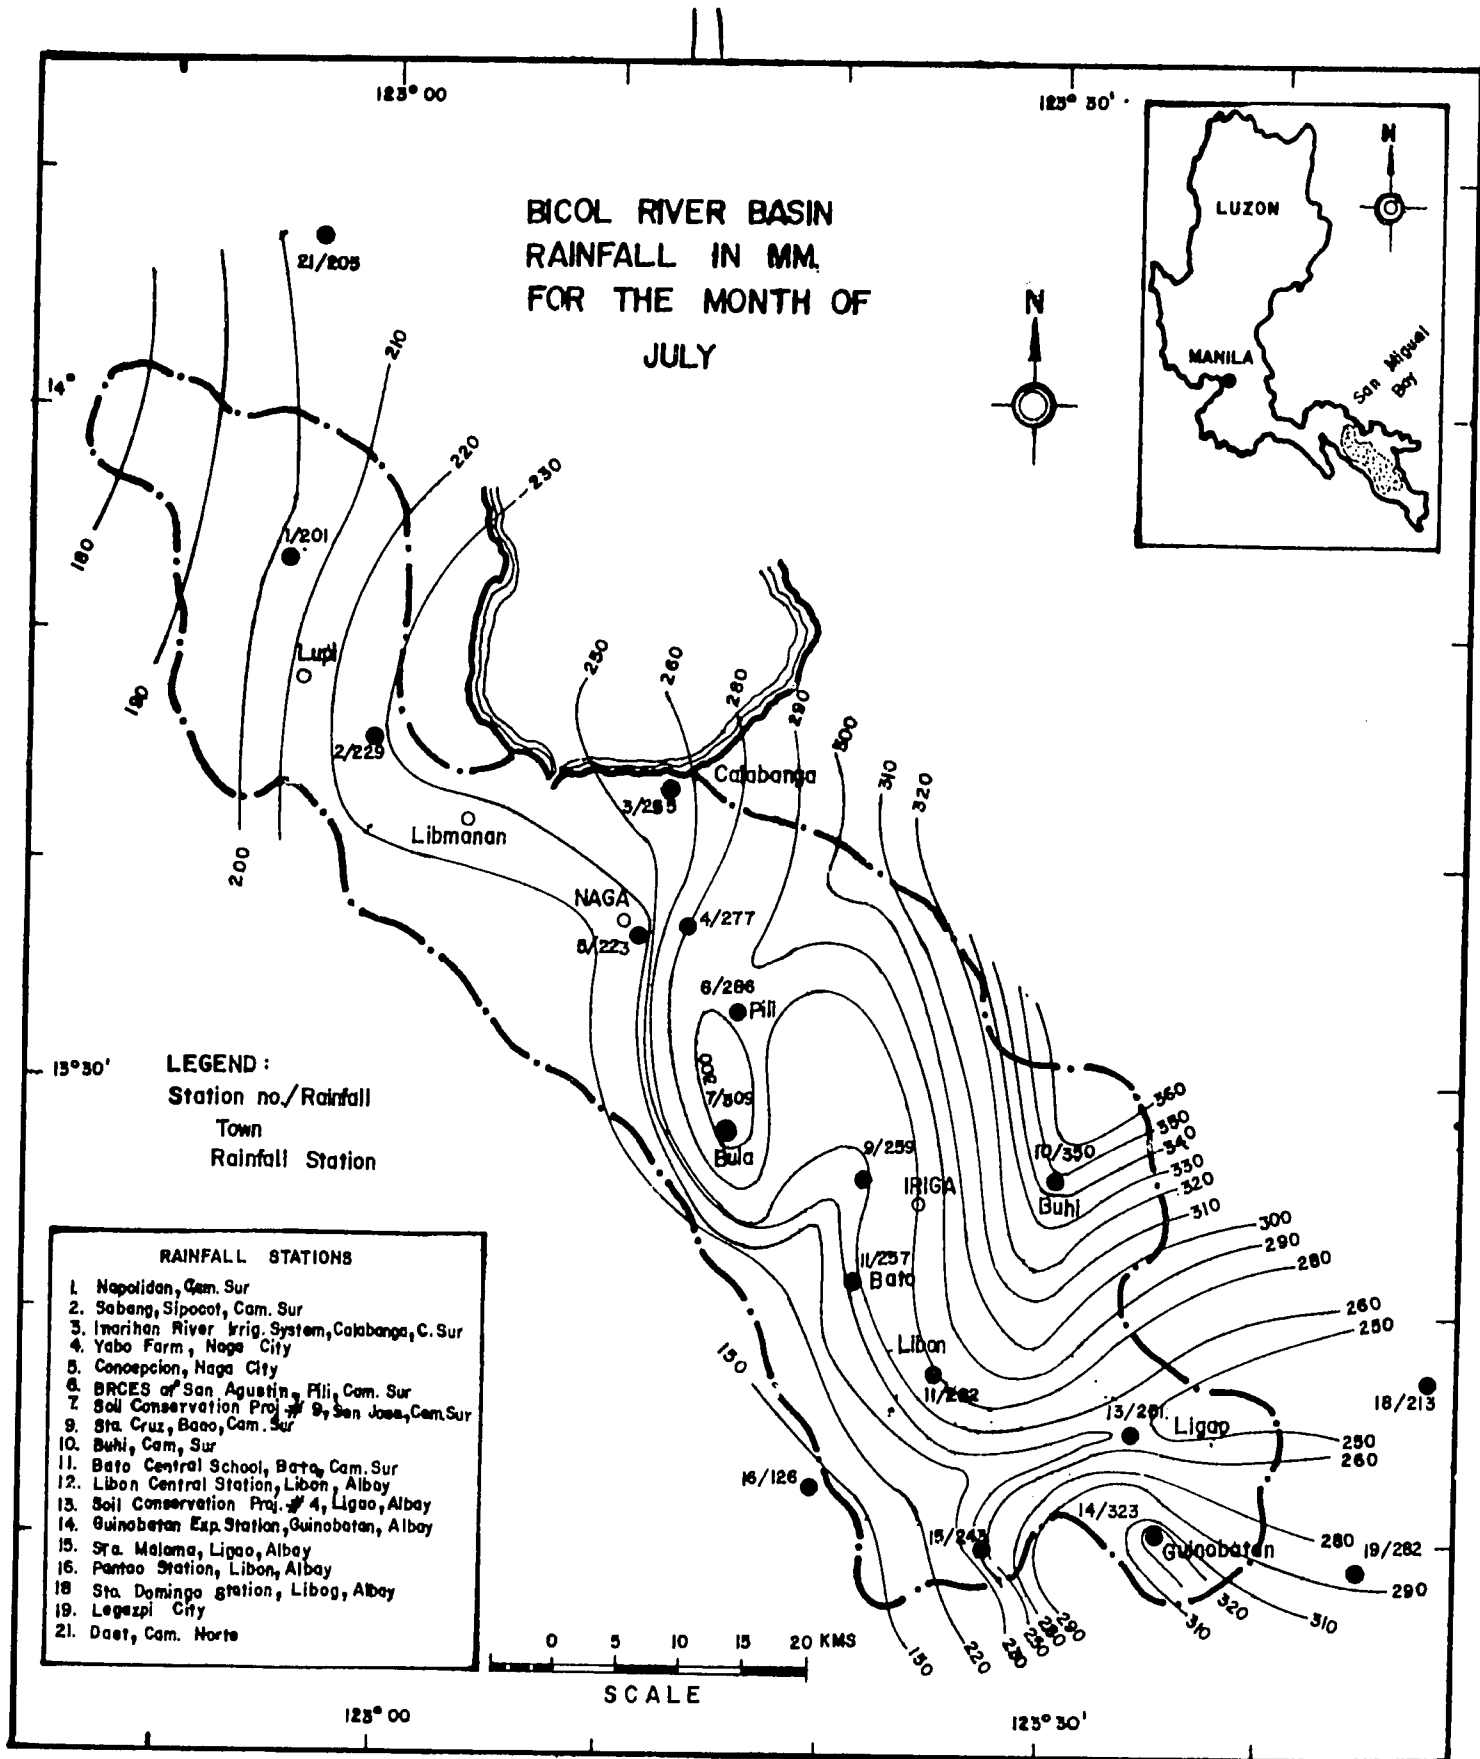 123° 00
123° 30'
BICOL RIVER BASIN
RAINFALL IN MM.
FOR THE MONTH OF
JULY
N
N
LUZON
MANILA
San Miguel
Bay
21/205
210
14°
220
230
180
1/201
Lupi
190
2/229
250
260
280
290
300
310
320
Calabanga
3/255
Libmanan
200
NAGA
5/223
4/277
6/286
Pili
13°30'
300
7/309
Bula
9/259
IRIGA
10/350
Buhi
360
350
340
330
320
310
300
290
280
260
250
LEGEND:
Station no./Rainfall
Town
Rainfall Station
11/257
Bato
Libon
11/262
150
13/251
Ligao
18/213
250
260
16/126
14/323
15/243
Guinobatan
280
19/282
290
310
320
310
290
280
250
230
220
150
RAINFALL STATIONS
1. Napolidan, Cam. Sur
2. Sabang, Sipocot, Cam. Sur
3. Inarihan River Irrig. System, Calabanga, C. Sur
4. Yabo Farm, Naga City
5. Concepcion, Naga City
6. BRCES at San Agustin, Pili, Cam. Sur
7. Soil Conservation Proj # 9, San Jose, Cam. Sur
9. Sta. Cruz, Baao, Cam. Sur
10. Buhi, Cam, Sur
11. Bato Central School, Bato, Cam. Sur
12. Libon Central Station, Libon, Albay
13. Soil Conservation Proj. # 4, Ligao, Albay
14. Guinobatan Exp. Station, Guinobatan, Albay
15. Sra. Malama, Ligao, Albay
16. Pantao Station, Libon, Albay
18 Sto. Domingo station, Libog, Albay
19. Legazpi City
21. Daet, Cam. Norte
0 5 10 15 20 KMS
SCALE
123° 00
123° 30'